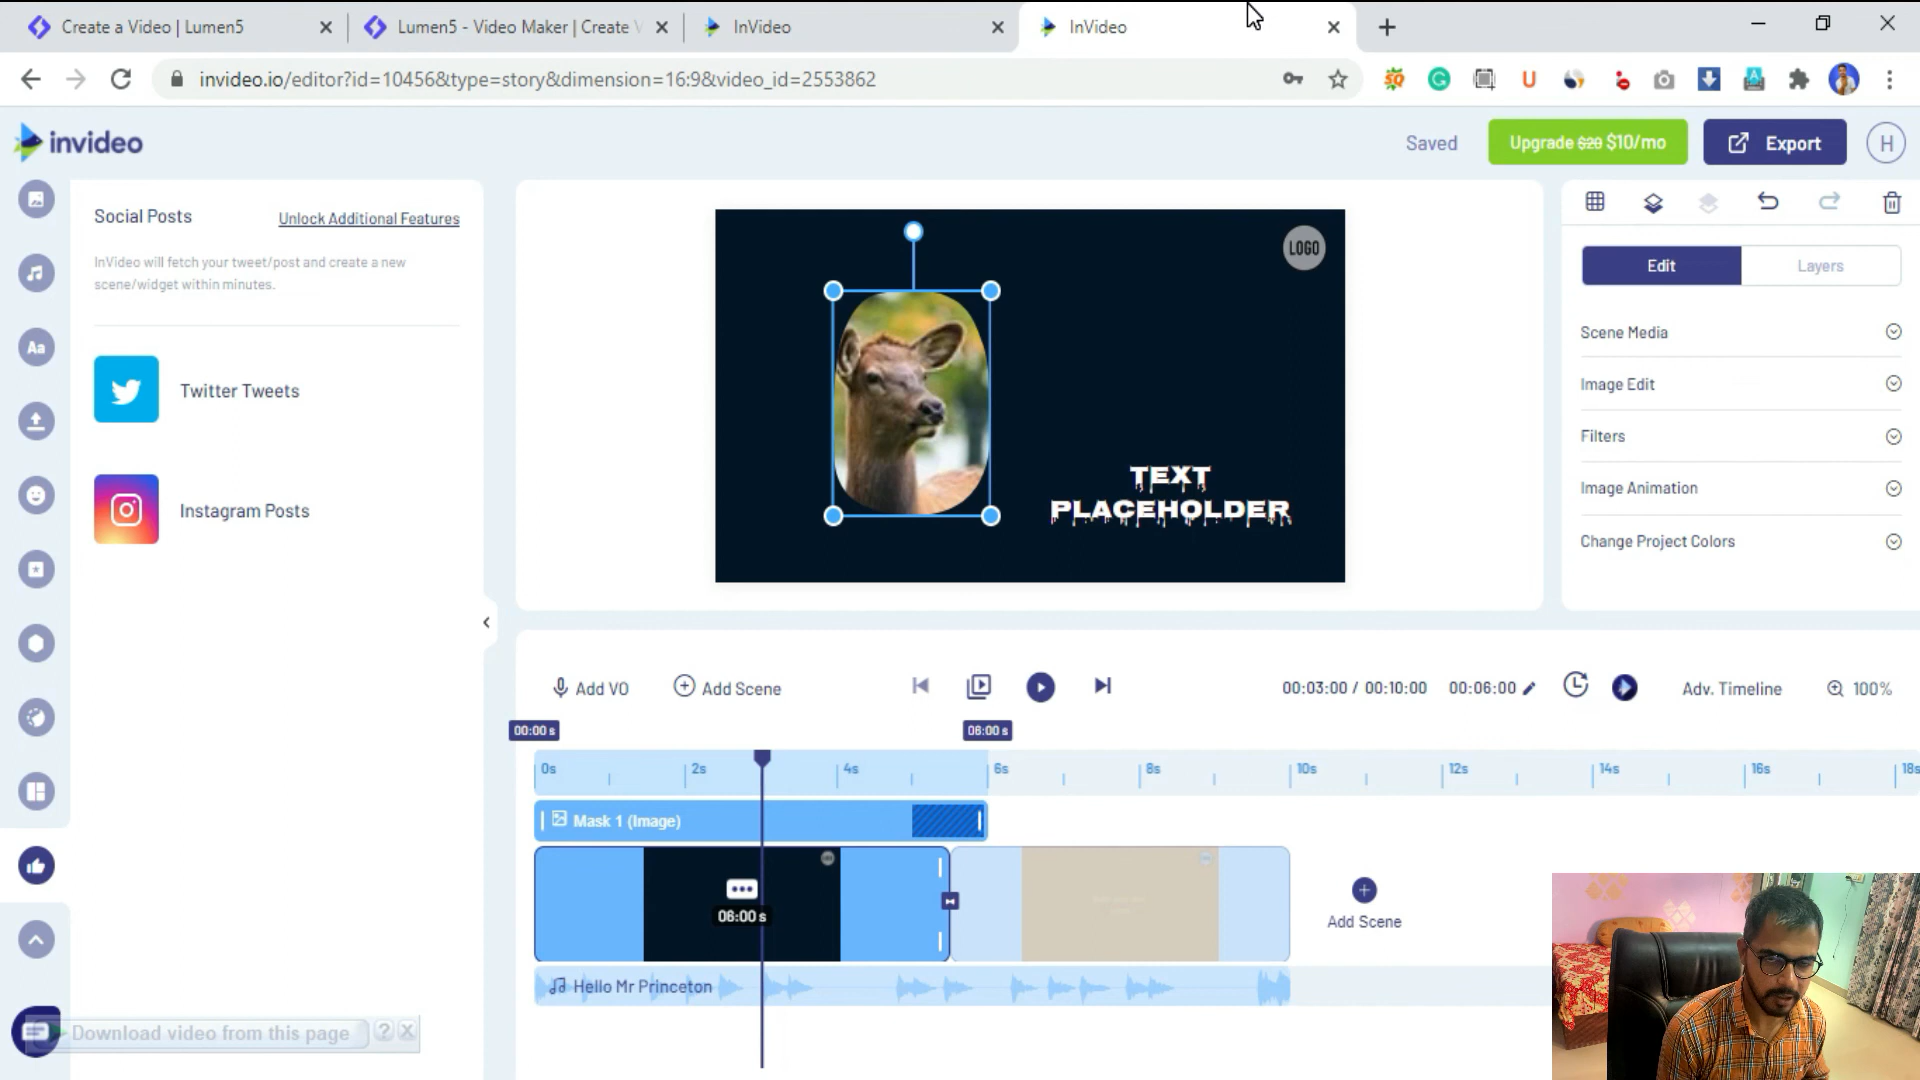 Create a Video | Lumen5
Lumen5 - Video Maker | Create V
InVideo
InVideo
invideo.io/editor?id=10456&type=story&dimension=16:9&video_id=2553862
invideo
Saved
Upgrade $20 $10/mo
Export
H
Social Posts
Unlock Additional Features
InVideo will fetch your tweet/post and create a new
scene/widget within minutes.
Twitter Tweets
Instagram Posts
Aa
LOGO
TEXT
PLACEHOLDER
Edit
Layers
Scene Media
Image Edit
Filters
Image Animation
Change Project Colors
Add VO
Add Scene
00:03:00 / 00:10:00
00:06:00
Adv. Timeline
100%
00:00 s
06:00 s
0s
2s
4s
6s
8s
10s
12s
14s
16s
18s
Mask 1 (Image)
06:00 s
Add Scene
Hello Mr Princeton
Download video from this page
? X